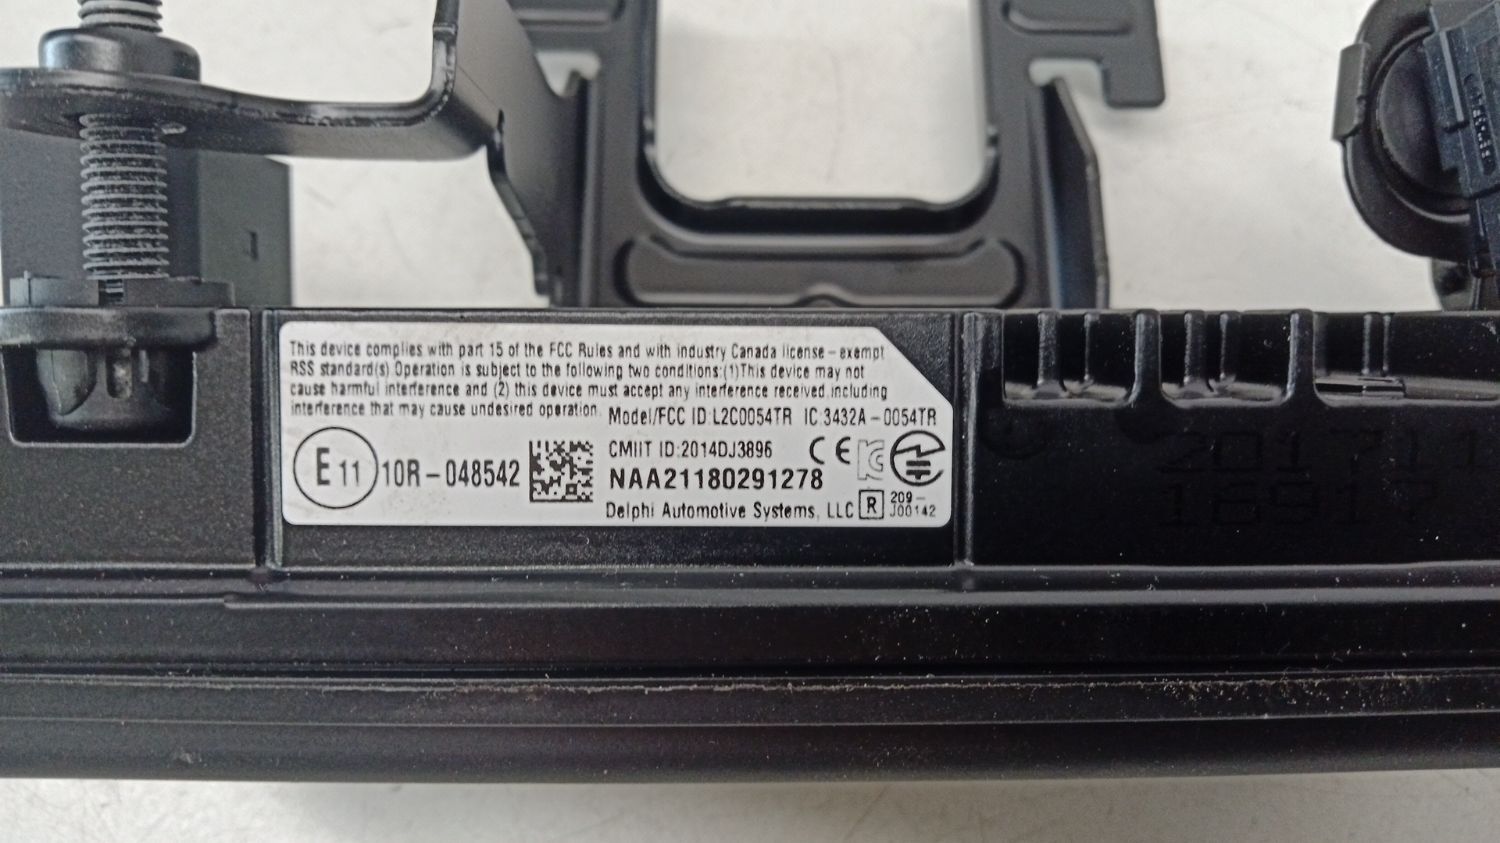 This device complies with part 15 of the FCC Rules and with industry Canada license-exempt
RSS standard(s) Operation is subject to the following two conditions:(1)This device may not
cause harmful interference and (2) this device must accept any interference received,including
interference that may cause undesired operation. Model/FCC ID:L2C0054TR IC:3432A-0054TR
E11 10R-048542
CMIIT ID:2014DJ3896 CE
NAA21180291278
Delphi Automotive Systems, LLC R 209-
J00142